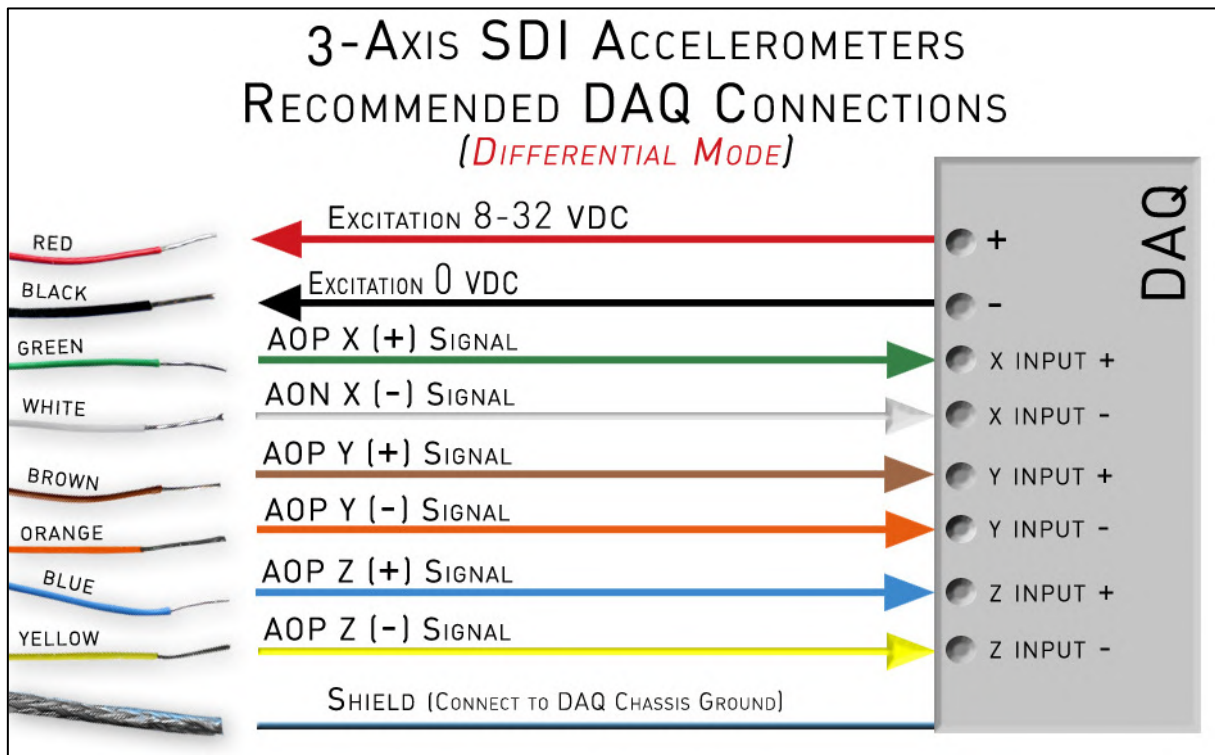 3-Axis SDI Accelerometers
Recommended DAQ Connections
(Differential Mode)
DAQ
RED
Excitation 8-32 VDC
+
BLACK
Excitation 0 VDC
-
GREEN
AOP X (+) Signal
X INPUT +
WHITE
AON X (-) Signal
X INPUT -
BROWN
AOP Y (+) Signal
Y INPUT +
ORANGE
AOP Y (-) Signal
Y INPUT -
BLUE
AOP Z (+) Signal
Z INPUT +
YELLOW
AOP Z (-) Signal
Z INPUT -
Shield (Connect to DAQ Chassis Ground)